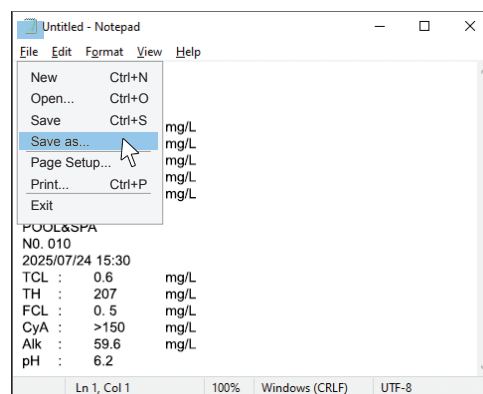 Untitled - Notepad
File Edit Format View Help
New Ctrl+N
Open... Ctrl+O
Save Ctrl+S
Save as...
Page Setup...
Print... Ctrl+P
Exit
mg/L
mg/L
mg/L
mg/L
mg/L
POOL&SPA
N0. 010
2025/07/24 15:30
TCL : 0.6 mg/L
TH : 207 mg/L
FCL : 0. 5 mg/L
CyA : >150 mg/L
Alk : 59.6 mg/L
pH : 6.2
Ln 1, Col 1 100% Windows (CRLF) UTF-8